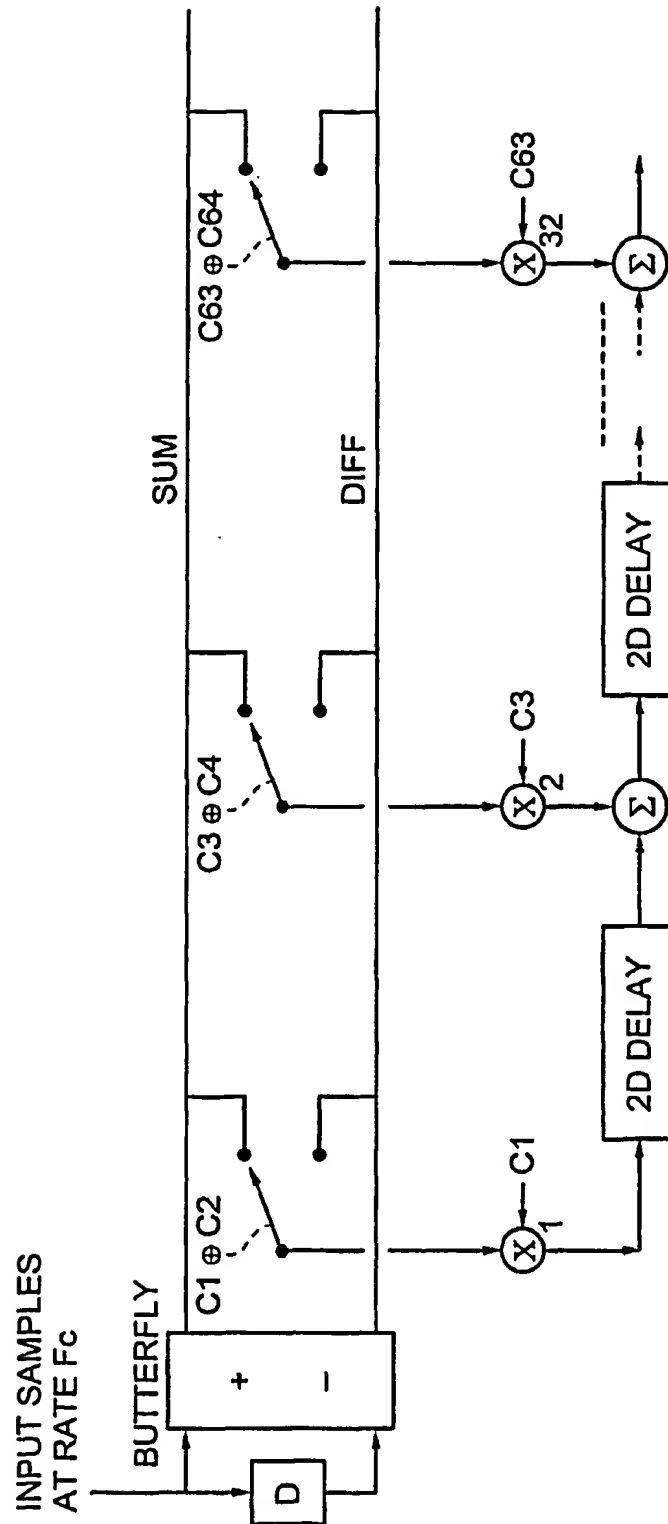 INPUT SAMPLES
AT RATE Fc
D
BUTTERFLY
+
−
C1 ⊕ C2
C3 ⊕ C4
C63 ⊕ C64
SUM
DIFF
X
1
C1
X
2
C3
X
32
C63
2D DELAY
Σ
2D DELAY
Σ